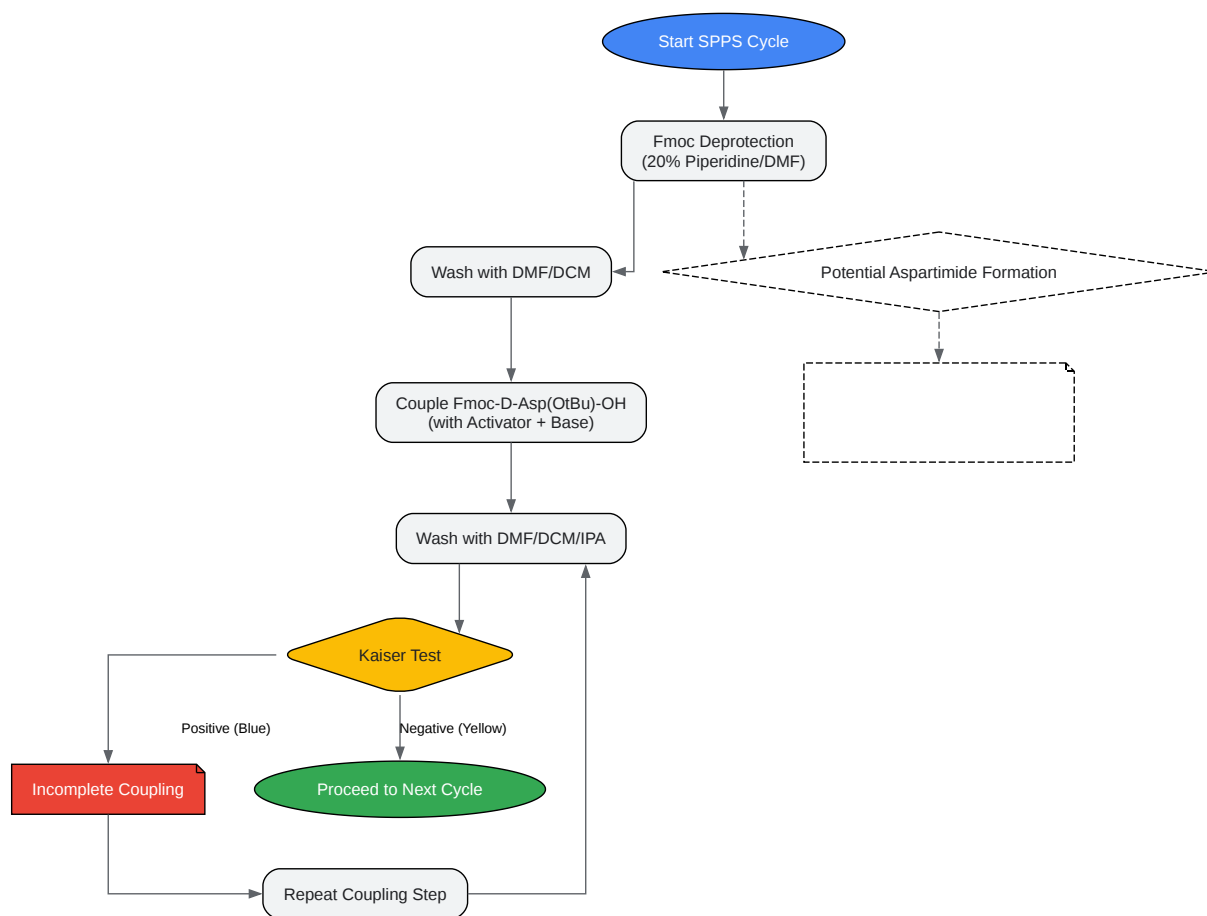 Start SPPS Cycle
Fmoc Deprotection
(20% Piperidine/DMF)
Wash with DMF/DCM
Potential Aspartimide Formation
Couple Fmoc-D-Asp(OtBu)-OH
(with Activator + Base)
Wash with DMF/DCM/IPA
Kaiser Test
Positive (Blue)
Negative (Yellow)
Incomplete Coupling
Proceed to Next Cycle
Repeat Coupling Step